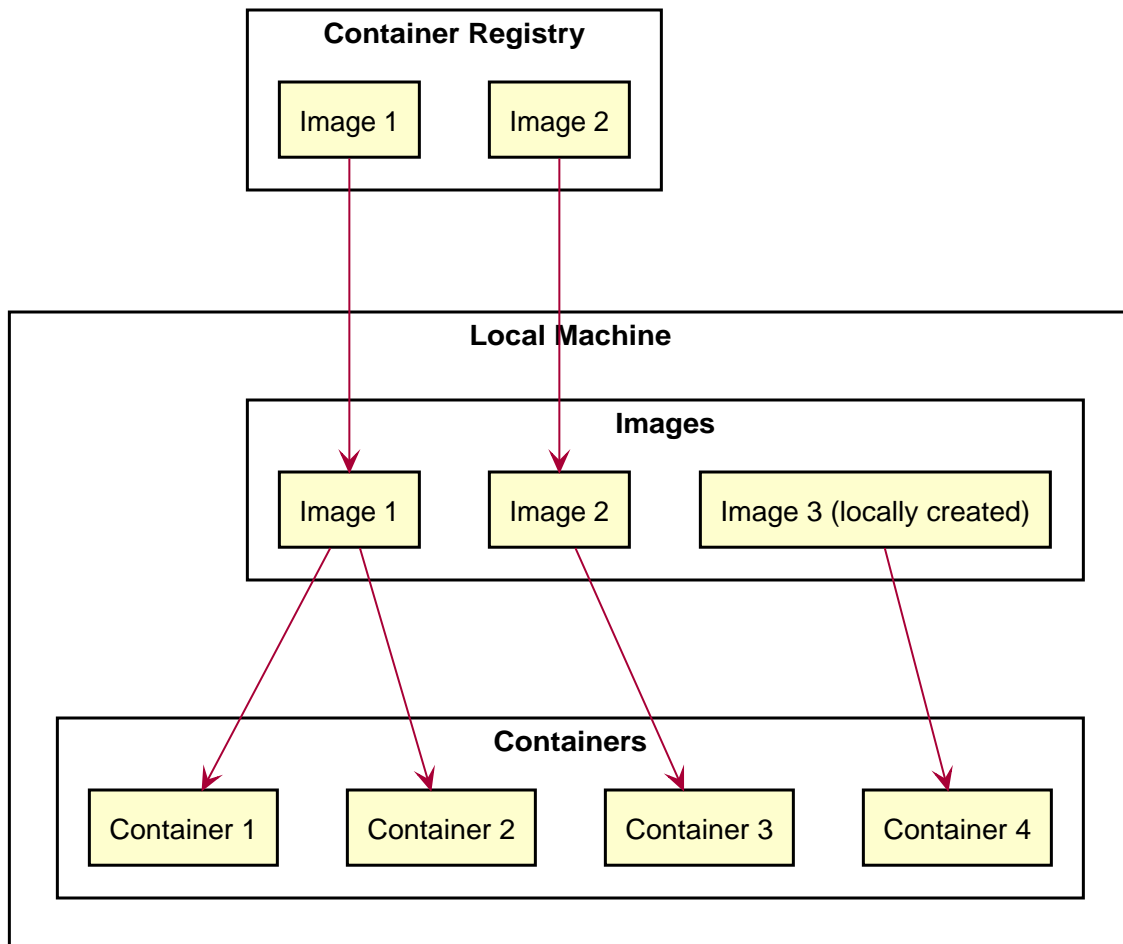 Container Registry
Image 1
Image 2
Local Machine
Images
Image 1
Image 2
Image 3 (locally created)
Containers
Container 1
Container 2
Container 3
Container 4